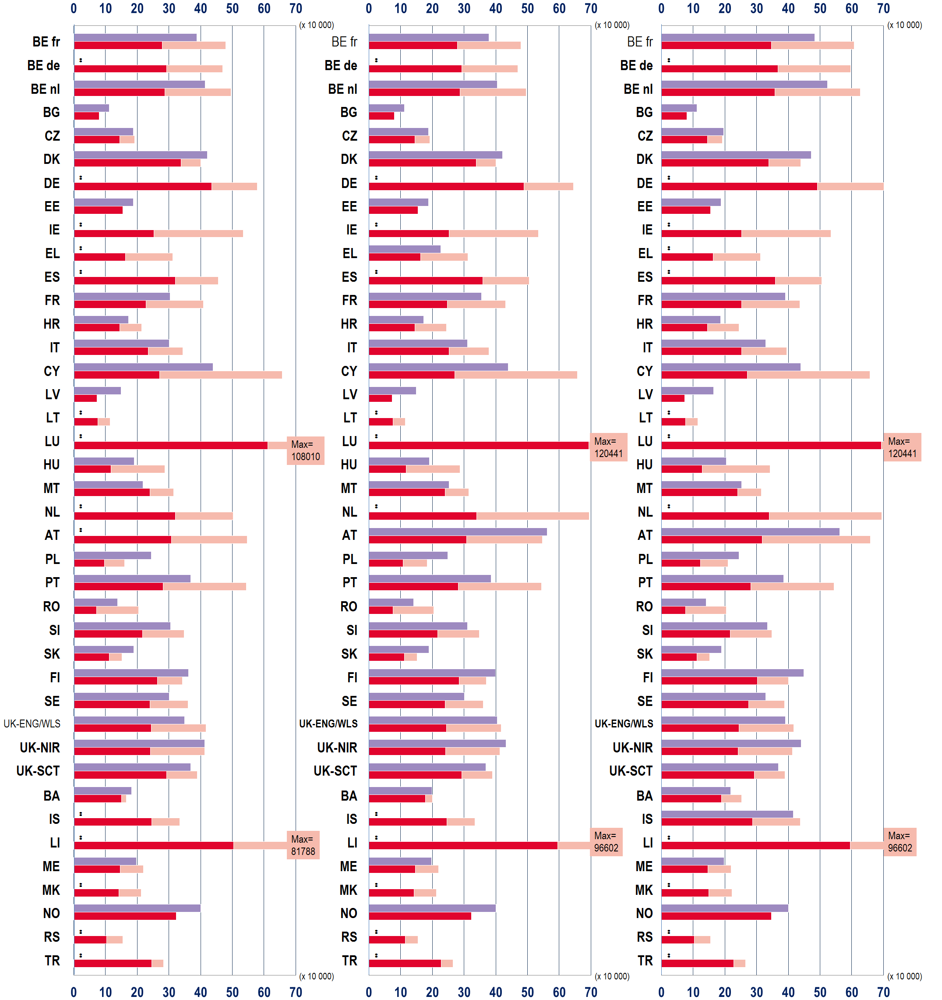 0 10 20 30 40 50 60 70 0 10 20 30 40 50 60 70 0 10 20 30 40 50 60 70
(x 10 000) (x 10 000) (x 10 000)
BE fr BE fr BE fr
BE de : BE de : BE de :
BE nl BE nl BE nl
BG BG BG
CZ CZ CZ
DK DK DK
DE : DE : DE :
EE EE EE
IE : IE : IE :
EL : EL EL :
ES : ES : ES :
FR FR FR
HR HR HR
IT IT IT
CY CY CY
LV LV LV
LT : LT : LT :
LU : Max= LU : Max= LU : Max=
108010 120441 120441
HU HU HU
MT MT MT
NL : NL : NL :
AT : AT AT
PL PL PL
PT PT PT
RO RO RO
SI SI SI
SK SK SK
FI FI FI
SE SE SE
UK-ENG/WLS UK-ENG/WLS UK-ENG/WLS
UK-NIR UK-NIR UK-NIR
UK-SCT UK-SCT UK-SCT
BA BA BA
IS : IS : IS
LI : Max= LI : Max= LI : Max=
81788 96602 96602
ME ME ME
MK : MK : MK :
NO NO NO
RS : RS : RS :
TR : TR : TR :
(x 10 000) (x 10 000) (x 10 000)
0 10 20 30 40 50 60 70 0 10 20 30 40 50 60 70 0 10 20 30 40 50 60 70